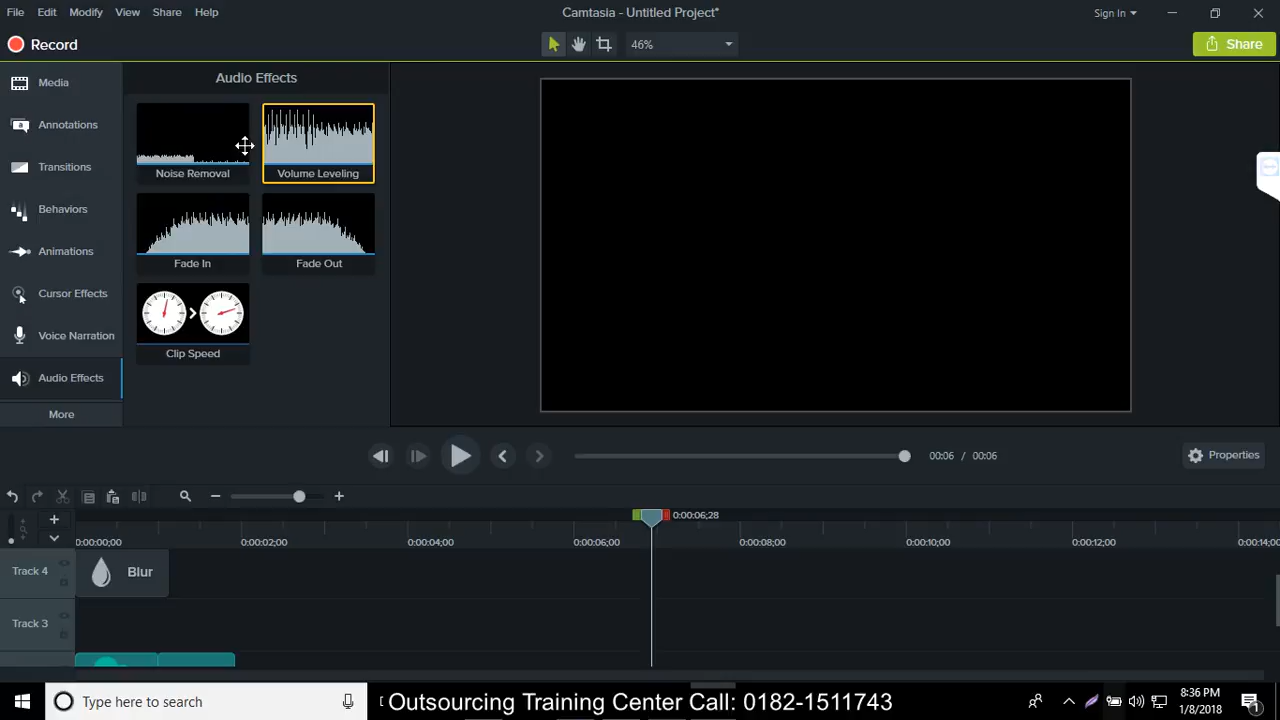 File Edit Modify View Share Help
Camtasia - Untitled Project*
Sign In
Record
46%
Share
Media
Annotations
Transitions
Behaviors
Animations
Cursor Effects
Voice Narration
Audio Effects
More
Audio Effects
Noise Removal
Volume Leveling
Fade In
Fade Out
Clip Speed
00:06 / 00:06
Properties
0:00:06;28
0:00:00;00 0:00:02;00 0:00:04;00 0:00:06;00 0:00:08;00 0:00:10;00 0:00:12;00 0:00:14;00
Track 4
Blur
Track 3
Type here to search
[ Outsourcing Training Center Call: 0182-1511743
8:36 PM
1/8/2018